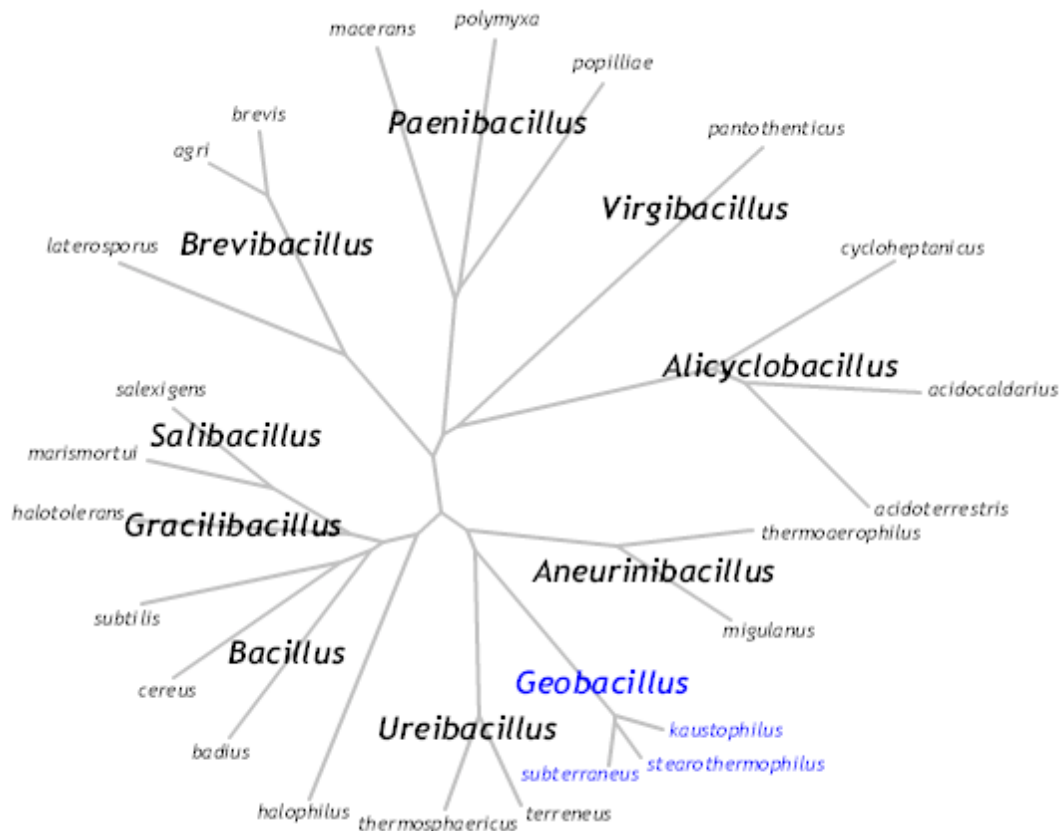 polymyxa
macerans
popilliae
brevis
Paenibacillus
pantothenticus
agri
Virgibacillus
laterosporus
Brevibacillus
cycloheptanicus
Alicyclobacillus
salexigens
acidocaldarius
Salibacillus
marismortui
halotolerans
Gracilibacillus
acidoterrestris
thermoaerophilus
Aneurinibacillus
subtilis
migulanus
Bacillus
cereus
Geobacillus
Ureibacillus
kaustophilus
badius
stearothermophilus
subterraneus
halophilus
terreneus
thermosphaericus